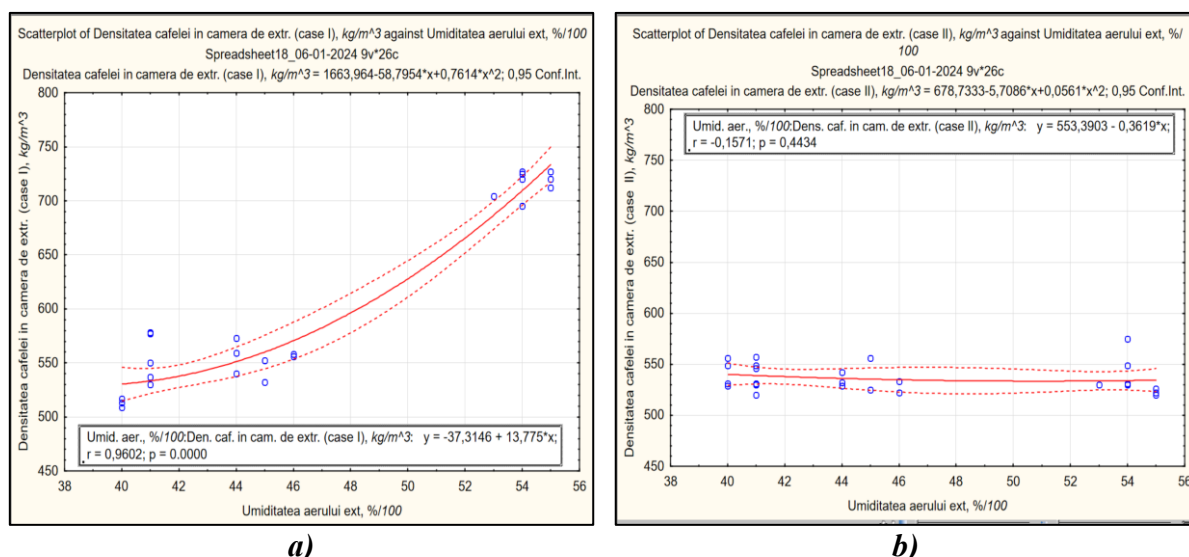 Scatterplot of Densitatea cafelei in camera de extr. (case I), kg/m^3 against Umiditatea aerului ext, %/100
Spreadsheet18_06-01-2024 9v*26c
Densitatea cafelei in camera de extr. (case I), kg/m^3 = 1663,964-58,7954*x+0,7614*x^2; 0,95 Conf.Int.
Densitatea cafelei in camera de extr. (case I), kg/m^3
800
750
700
650
600
550
500
450
Umid. aer., %/100:Den. caf. in cam. de extr. (case I), kg/m^3: y = -37,3146 + 13,775*x;
r = 0,9602; p = 0.0000
38 40 42 44 46 48 50 52 54 56
Umiditatea aerului ext, %/100
a)
Scatterplot of Densitatea cafelei in camera de extr. (case II), kg/m^3 against Umiditatea aerului ext, %/
100
Spreadsheet18_06-01-2024 9v*26c
Densitatea cafelei in camera de extr. (case II), kg/m^3 = 678,7333-5,7086*x+0,0561*x^2; 0,95 Conf.Int.
Densitatea cafelei in camera de extr. (case II), kg/m^3
800
Umid. aer., %/100:Dens. caf. in cam. de extr. (case II), kg/m^3: y = 553,3903 - 0,3619*x;
r = -0,1571; p = 0,4434
750
700
650
600
550
500
450
38 40 42 44 46 48 50 52 54 56
Umiditatea aerului ext, %/100
b)